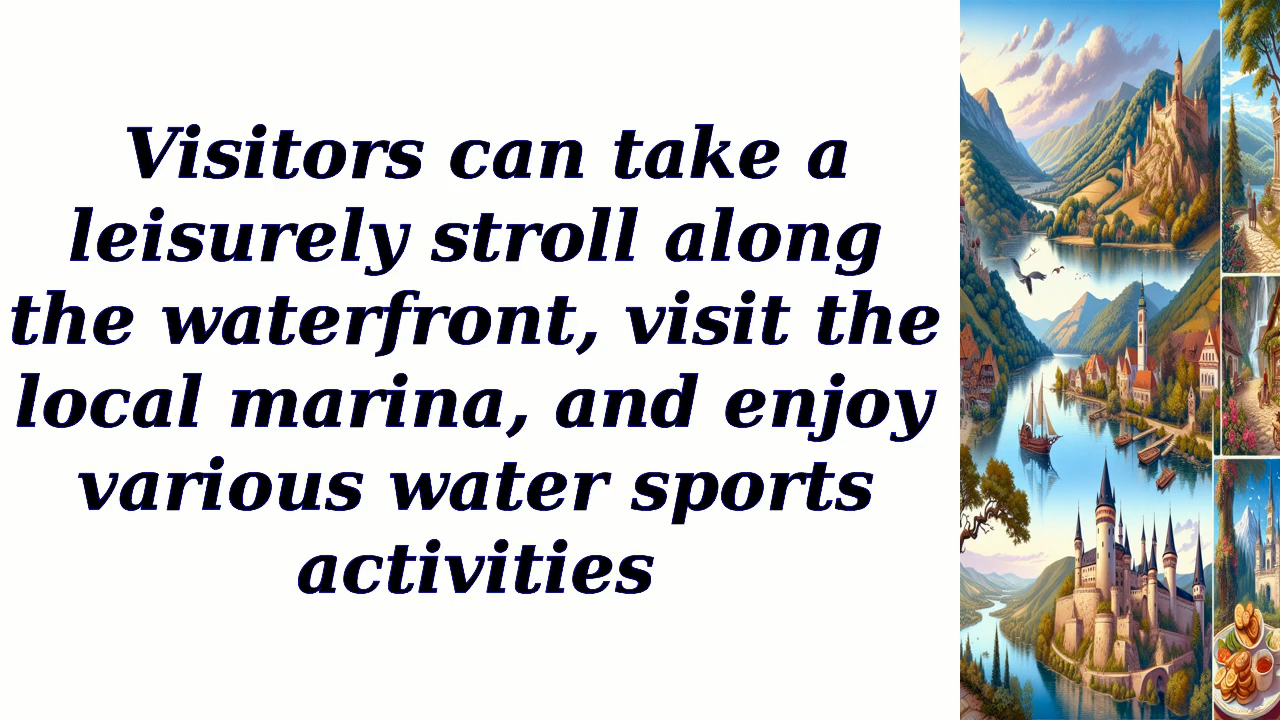 Visitors can take a
leisurely stroll along
the waterfront, visit the
local marina, and enjoy
various water sports
activities